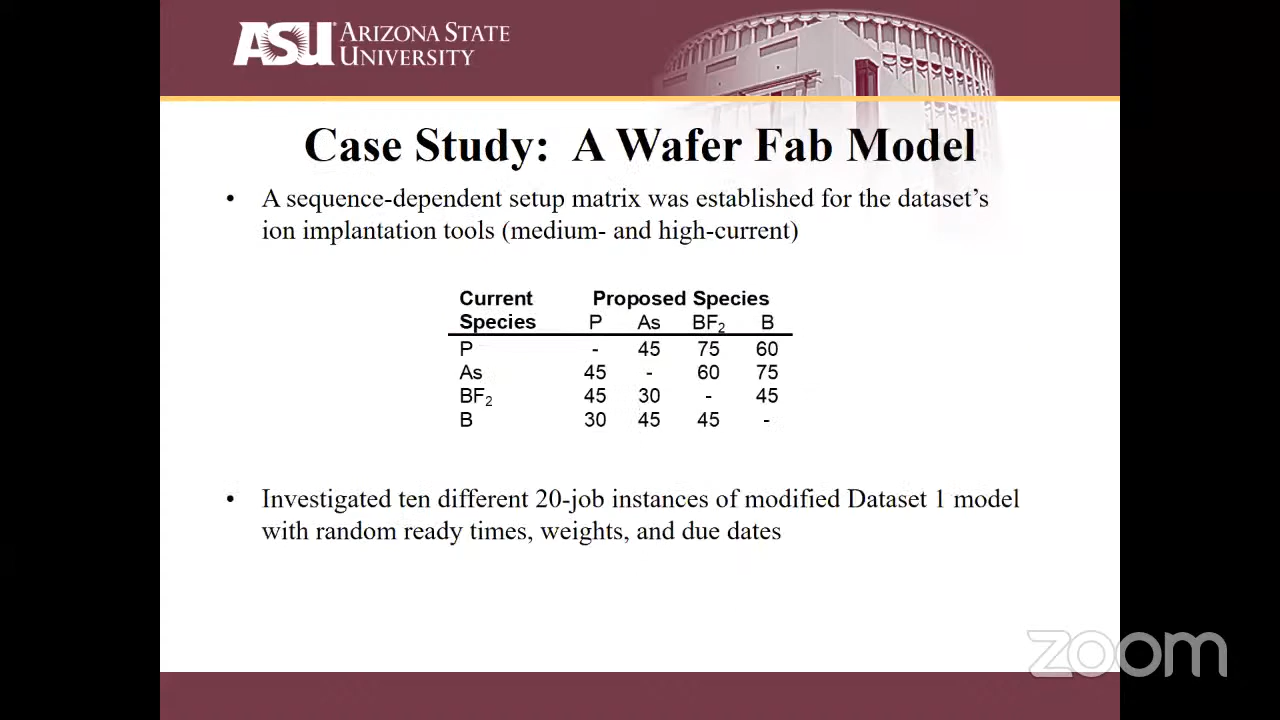 ASU ARIZONA STATE
UNIVERSITY
Case Study: A Wafer Fab Model
• A sequence-dependent setup matrix was established for the dataset's
ion implantation tools (medium- and high-current)
Current Proposed Species
Species P As BF₂ B
P - 45 75 60
As 45 - 60 75
BF₂ 45 30 - 45
B 30 45 45 -
• Investigated ten different 20-job instances of modified Dataset 1 model
with random ready times, weights, and due dates
zoom